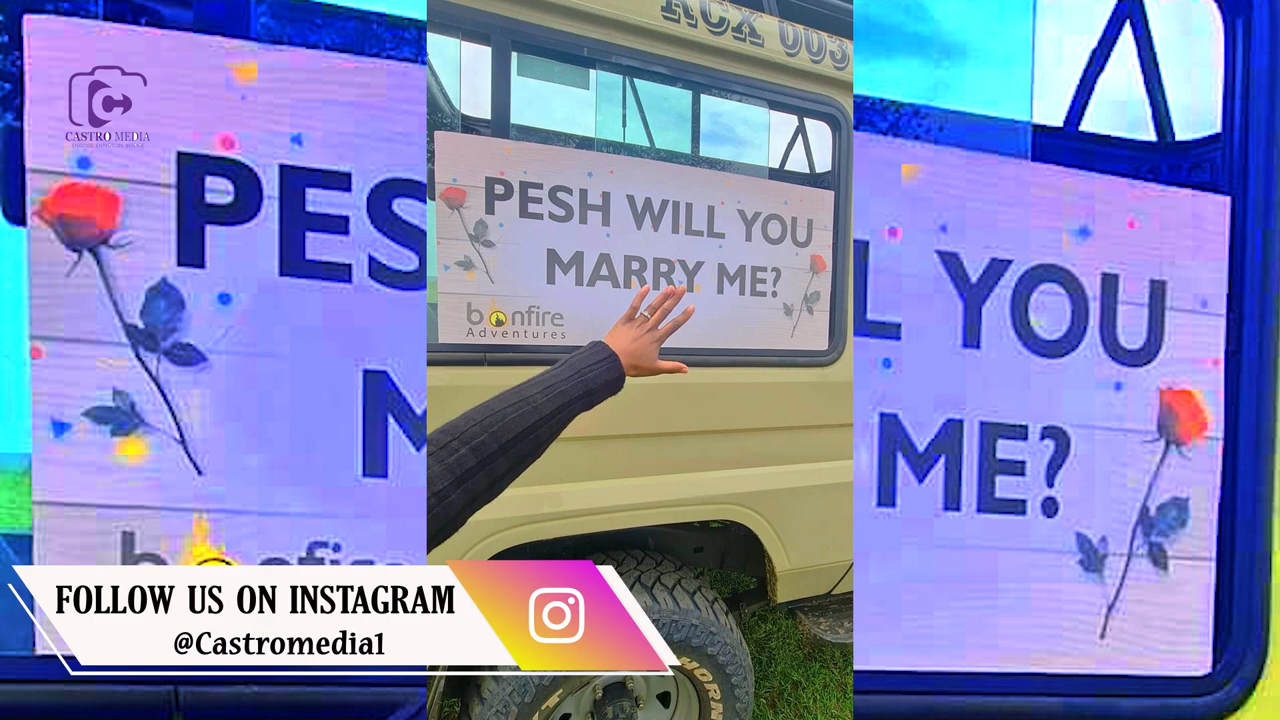 CASTRO MEDIA
KCX 003
PES
PESH WILL YOU
MARRY ME?
bonfire
Adventures
L YOU
ME?
M
bonfire
FOLLOW US ON INSTAGRAM
@Castromedia1